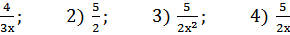 4/3x; 2) 5/2; 3) 5/2x²; 4) 5/2x